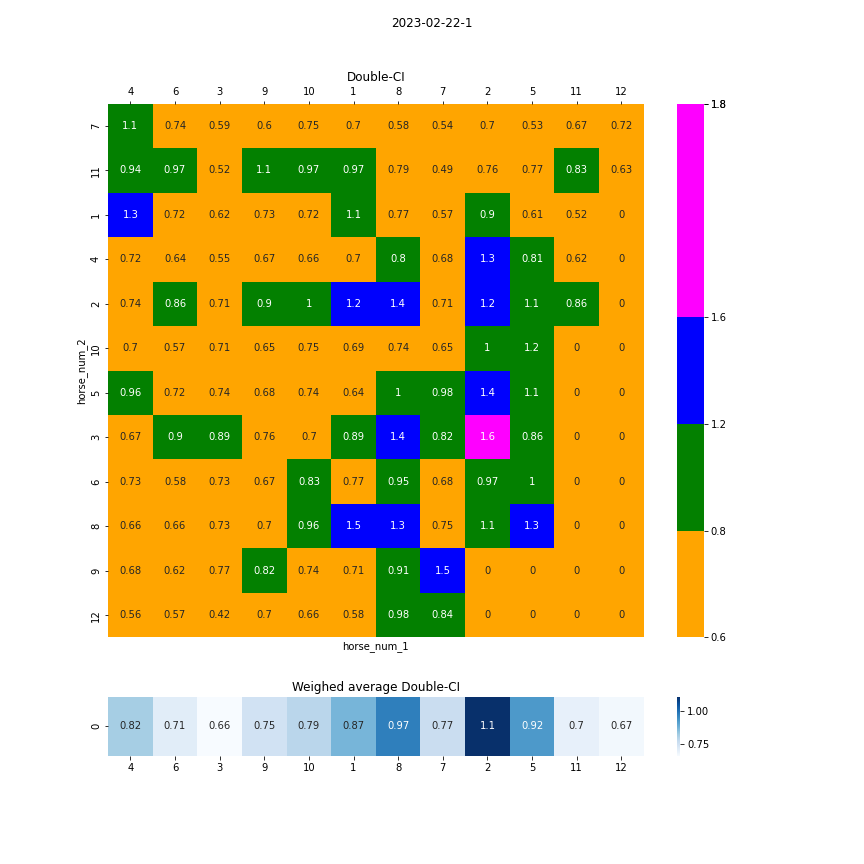 2023-02-22-1
Double-CI
4 6 3 9 10 1 8 7 2 5 11 12
7 1.1 0.74 0.59 0.6 0.75 0.7 0.58 0.54 0.7 0.53 0.67 0.72
11 0.94 0.97 0.52 1.1 0.97 0.97 0.79 0.49 0.76 0.77 0.83 0.63
1 1.3 0.72 0.62 0.73 0.72 1.1 0.77 0.57 0.9 0.61 0.52 0
4 0.72 0.64 0.55 0.67 0.66 0.7 0.8 0.68 1.3 0.81 0.62 0
2 0.74 0.86 0.71 0.9 1 1.2 1.4 0.71 1.2 1.1 0.86 0
10 0.7 0.57 0.71 0.65 0.75 0.69 0.74 0.65 1 1.2 0 0
5 0.96 0.72 0.74 0.68 0.74 0.64 1 0.98 1.4 1.1 0 0
3 0.67 0.9 0.89 0.76 0.7 0.89 1.4 0.82 1.6 0.86 0 0
6 0.73 0.58 0.73 0.67 0.83 0.77 0.95 0.68 0.97 1 0 0
8 0.66 0.66 0.73 0.7 0.96 1.5 1.3 0.75 1.1 1.3 0 0
9 0.68 0.62 0.77 0.82 0.74 0.71 0.91 1.5 0 0 0 0
12 0.56 0.57 0.42 0.7 0.66 0.58 0.98 0.84 0 0 0 0
horse_num_2
horse_num_1
1.8
1.6
1.2
0.8
0.6
Weighed average Double-CI
0 0.82 0.71 0.66 0.75 0.79 0.87 0.97 0.77 1.1 0.92 0.7 0.67
4 6 3 9 10 1 8 7 2 5 11 12
1.00
0.75